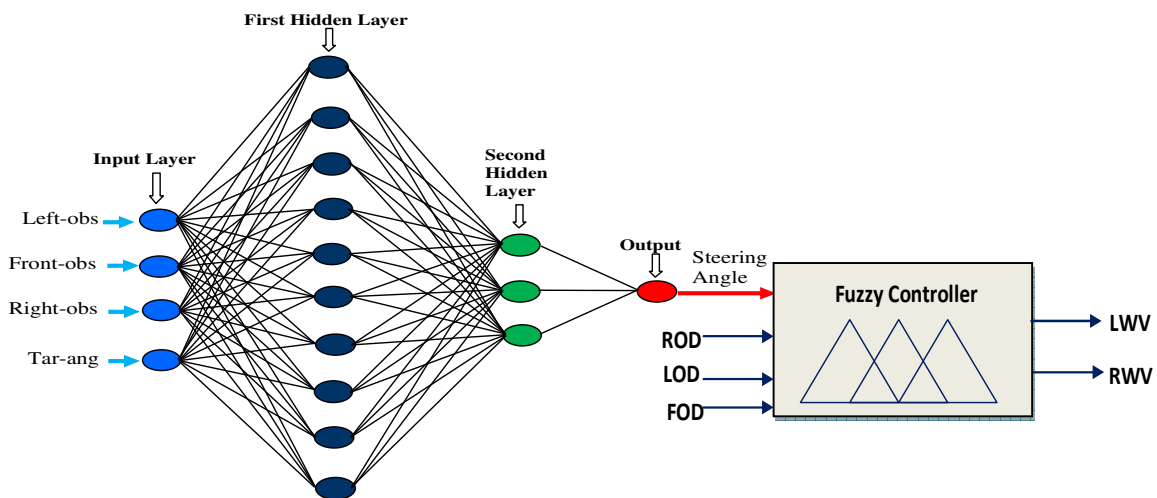 First Hidden Layer
Input Layer
Second
Hidden
Layer
Left-obs
Front-obs
Right-obs
Tar-ang
Output
Steering
Angle
ROD
LOD
FOD
Fuzzy Controller
LWV
RWV